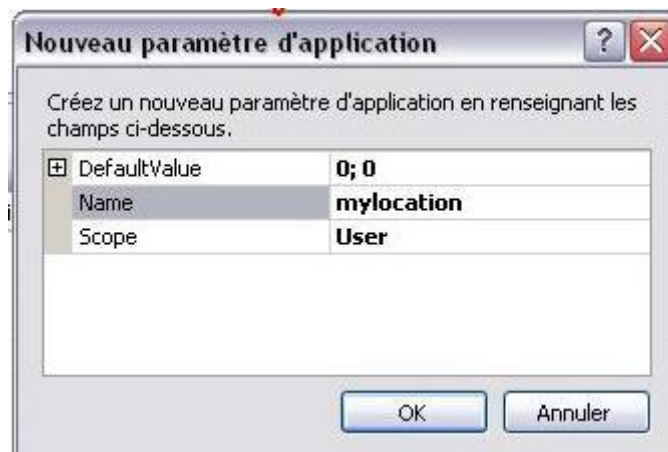 Nouveau paramètre d'application
Créez un nouveau paramètre d'application en renseignant les
champs ci-dessous.
DefaultValue 0; 0
Name mylocation
Scope User
OK Annuler